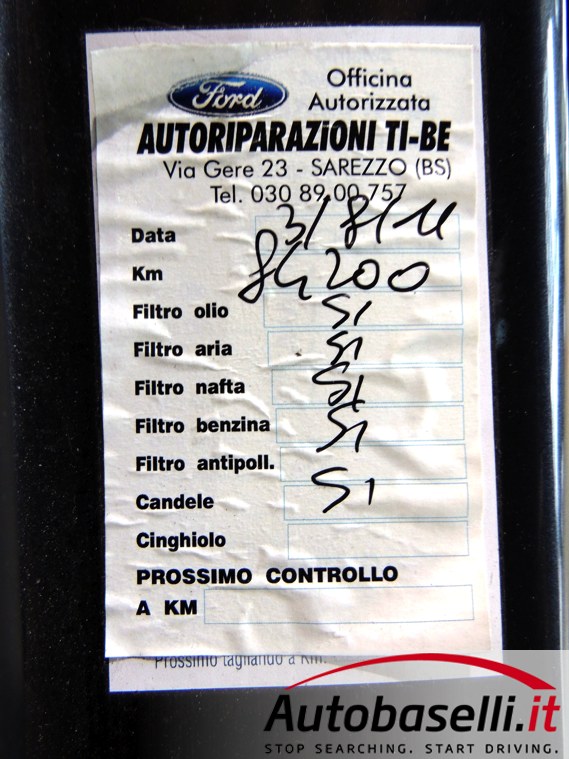 Ford
Officina
Autorizzata
AUTORIPARAZiONI TI-BE
Via Gere 23 - SAREZZO (BS)
Tel. 030 89.00.757
Data 3/8/11
Km 84200
Filtro olio SI
Filtro aria SI
Filtro nafta SI
Filtro benzina SI
Filtro antipoll.
Candele SI
Cinghiolo
PROSSIMO CONTROLLO
A KM
Prossimo tagliando a Km.
Autobaselli.it
STOP SEARCHING. START DRIVING.